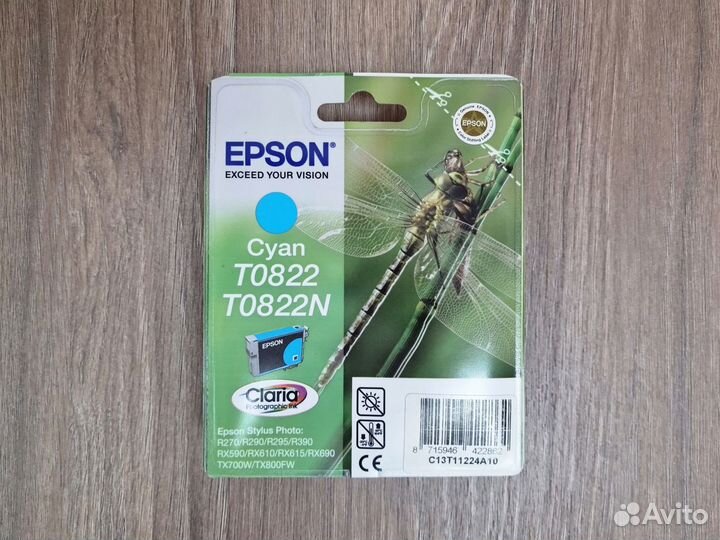 EPSON®
EXCEED YOUR VISION
Cyan
T0822
T0822N
EPSON
Claria
Photographic Ink
Epson Stylus Photo:
R270/R290/R295/R390
RX590/RX610/RX615/RX690
TX700W/TX800FW
EPSON
CE
8 715946 422862
C13T11224A10
Avito